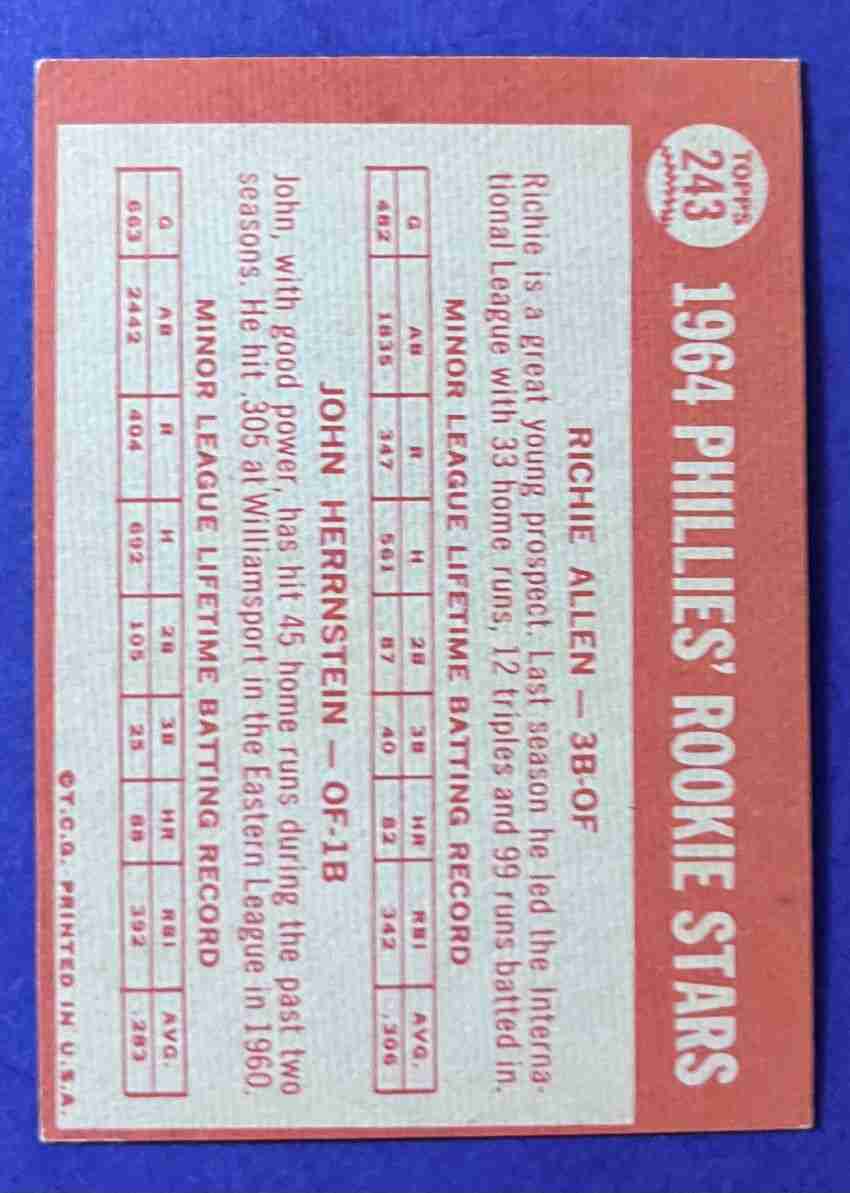 TOPPS
243
1964 PHILLIES' ROOKIE STARS
RICHIE ALLEN — 3B-OF
Richie is a great young prospect. Last season he led the Interna-
tional League with 33 home runs, 12 triples and 99 runs batted in.
MINOR LEAGUE LIFETIME BATTING RECORD
G AB R H 2B 3B HR RBI AVG.
482 1835 347 561 87 40 82 342 .306
JOHN HERRNSTEIN — OF-1B
John, with good power, has hit 45 home runs during the past two
seasons. He hit .305 at Williamsport in the Eastern League in 1960.
MINOR LEAGUE LIFETIME BATTING RECORD
G AB R H 2B 3B HR RBI AVG.
663 2442 404 692 105 25 88 392 .283
©T.C.G. PRINTED IN U.S.A.